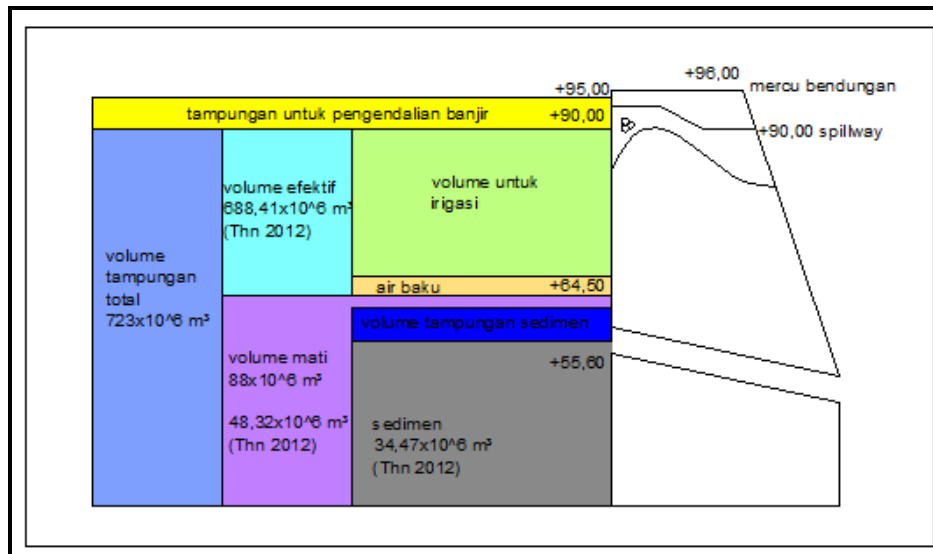 +96,00
+95,00
mercu bendungan
tampungan untuk pengendalian banjir
+90,00
+90,00 spillway
volume efektif
688,41x10^6 m³
(Thn 2012)
volume untuk
irigasi
volume
tampungan
total
723x10^6 m³
air baku
+64,50
volume tampungan sedimen
volume mati
88x10^6 m³
48,32x10^6 m³
(Thn 2012)
+55,60
sedimen
34,47x10^6 m³
(Thn 2012)